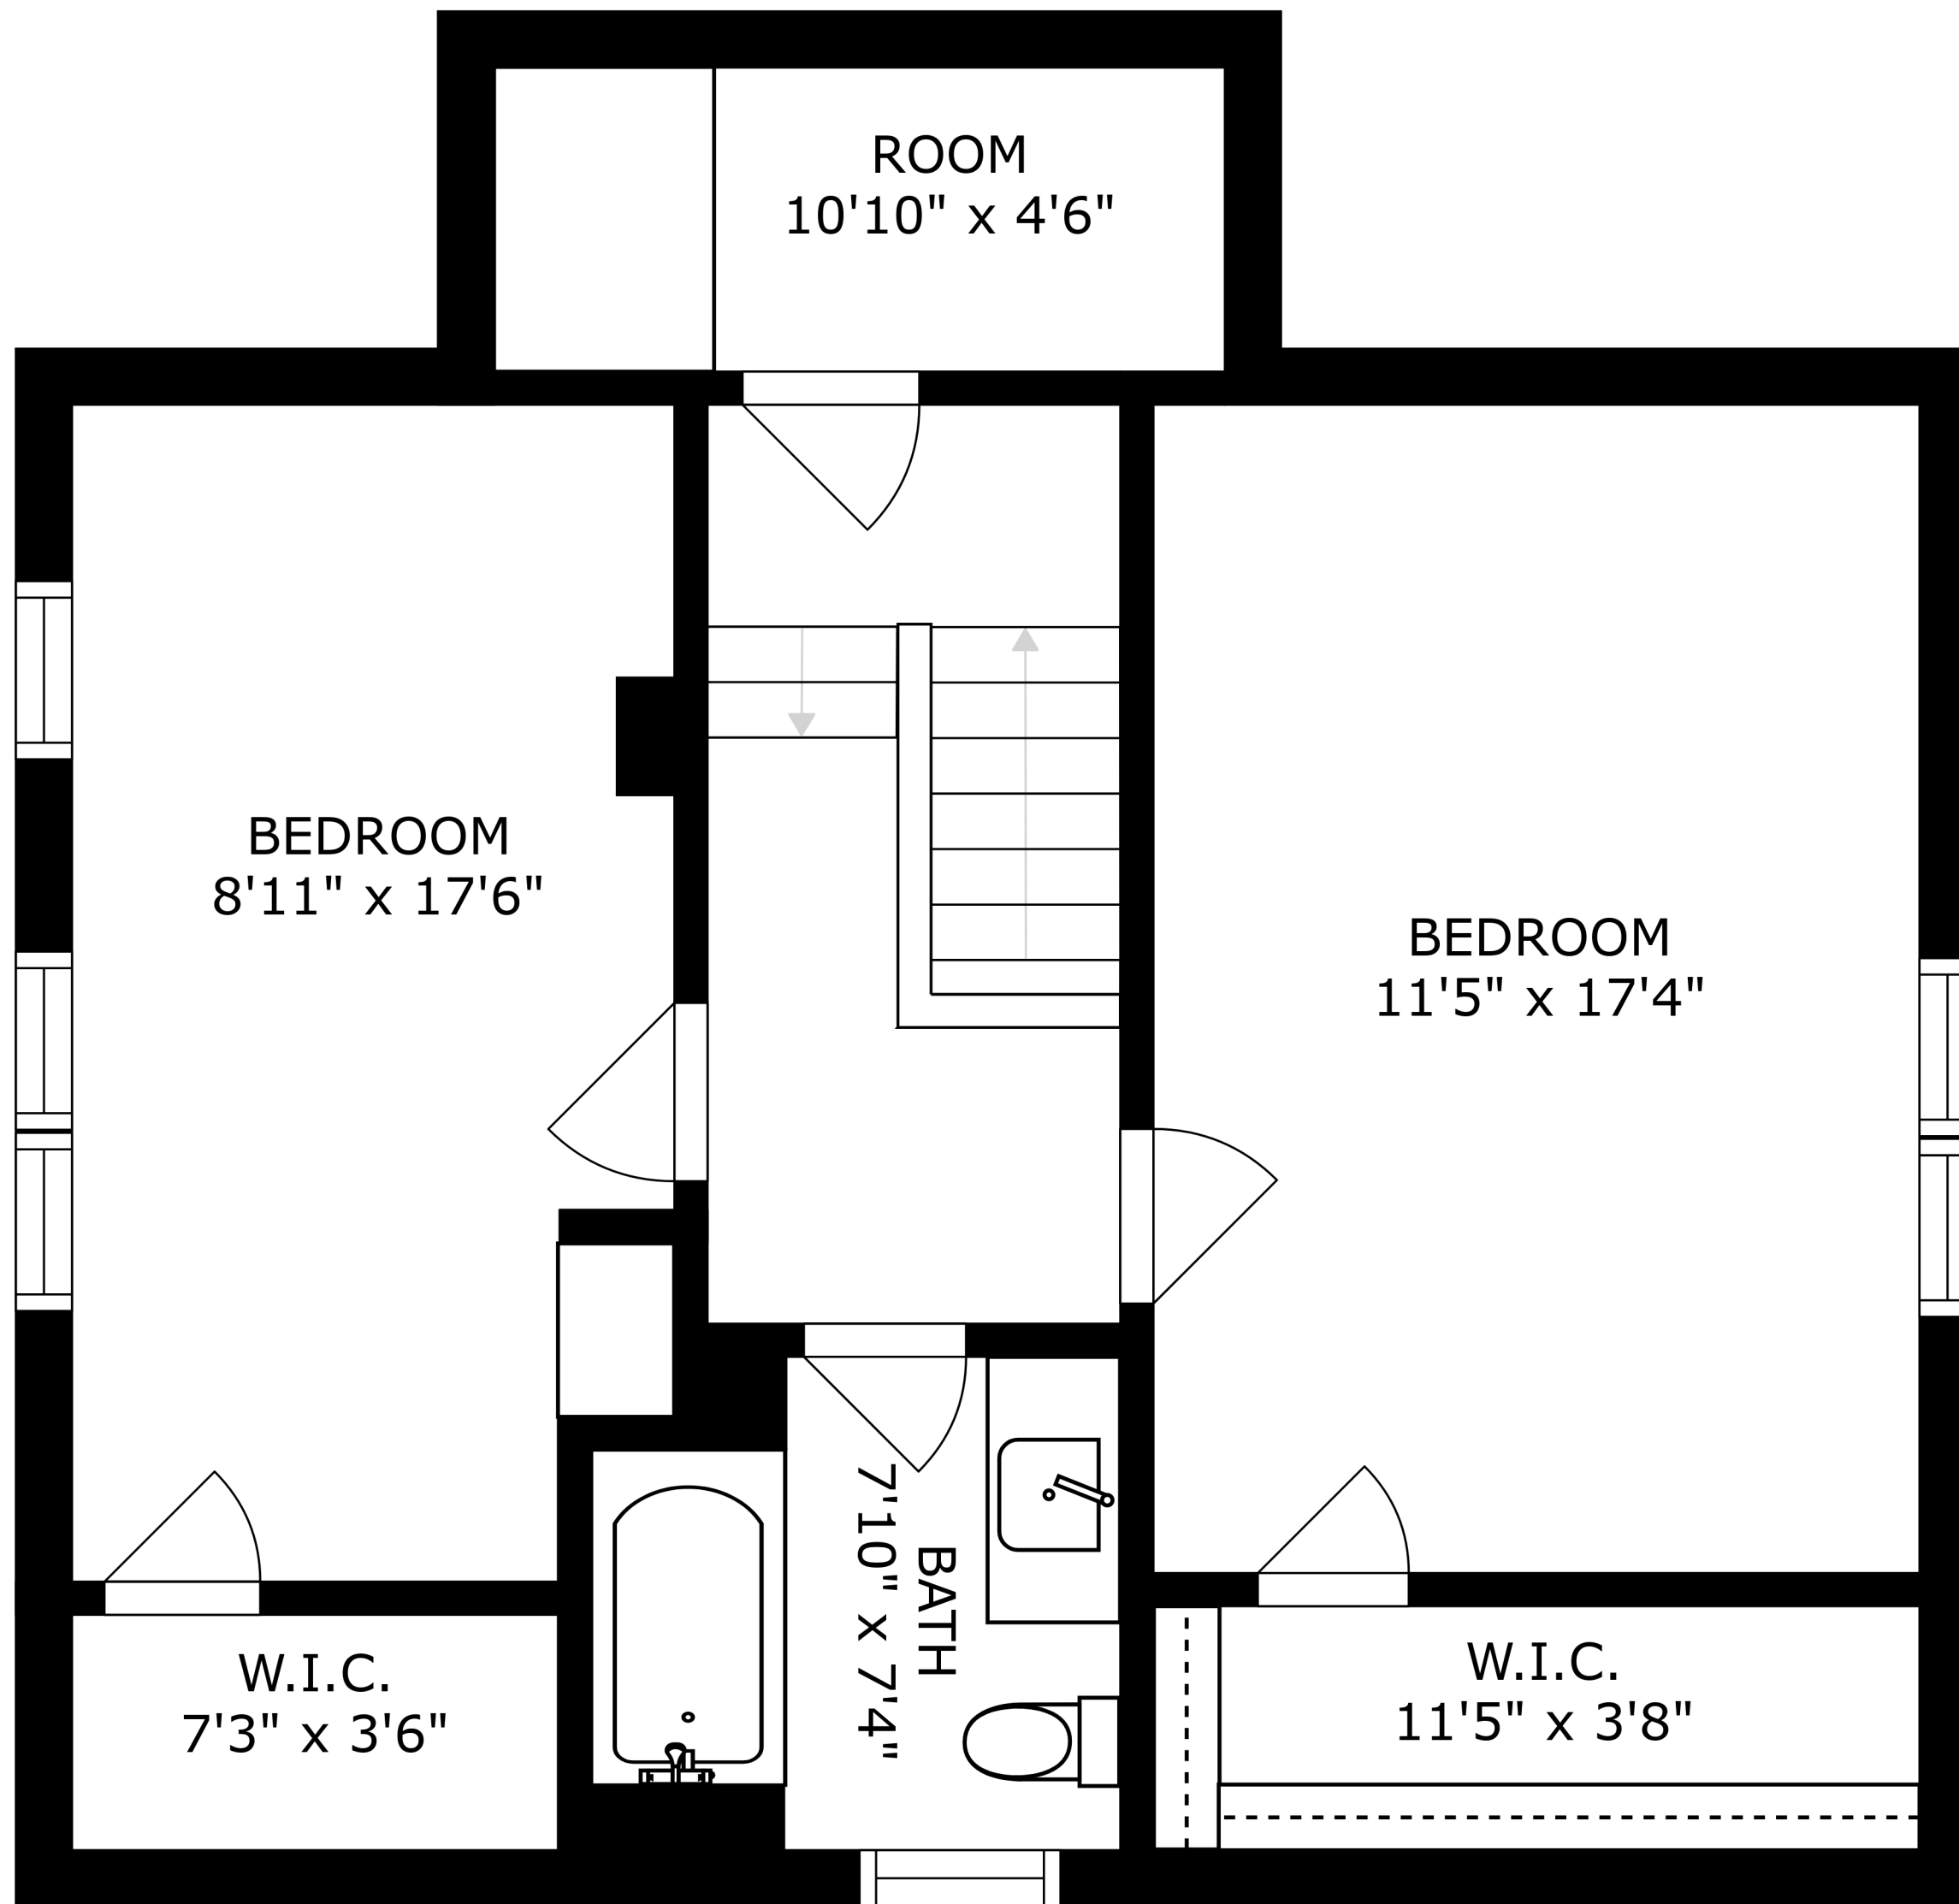 ROOM
10'10" x 4'6"
BEDROOM
8'11" x 17'6"
BEDROOM
11'5" x 17'4"
BATH
7'10" x 7'4"
W.I.C.
7'3" x 3'6"
W.I.C.
11'5" x 3'8"